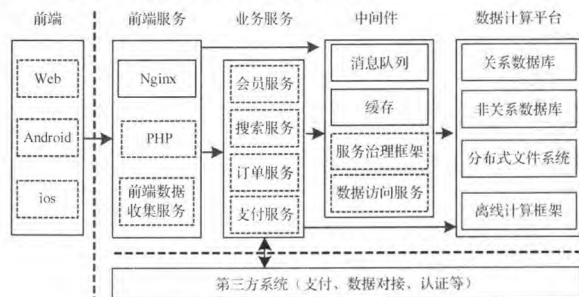 前端
前端服务
业务服务
中间件
数据计算平台
Web
Android
ios
Nginx
PHP
前端数据
收集服务
会员服务
搜索服务
订单服务
支付服务
消息队列
缓存
服务治理框架
数据访问服务
关系数据库
非关系数据库
分布式文件系统
离线计算框架
第三方系统（支付、数据对接、认证等）